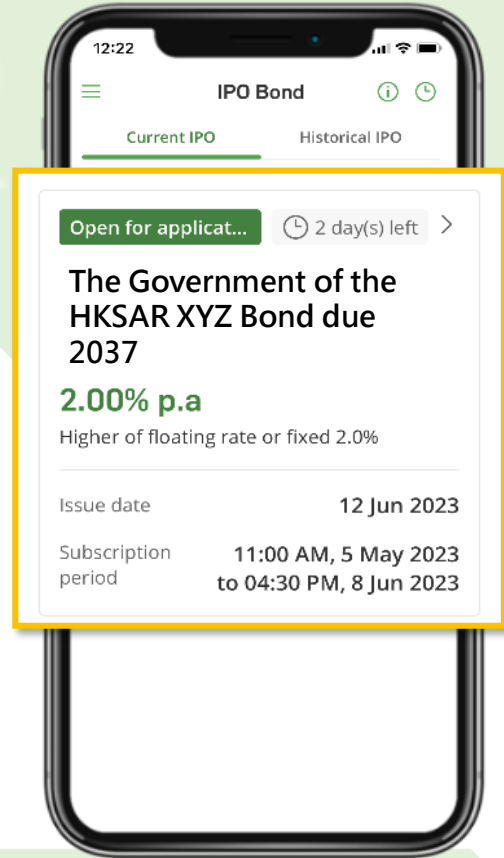 12:22
IPO Bond
Current IPO Historical IPO
Open for applicat... 2 day(s) left
The Government of the
HKSAR XYZ Bond due
2037
2.00% p.a
Higher of floating rate or fixed 2.0%
Issue date 12 Jun 2023
Subscription 11:00 AM, 5 May 2023
period to 04:30 PM, 8 Jun 2023